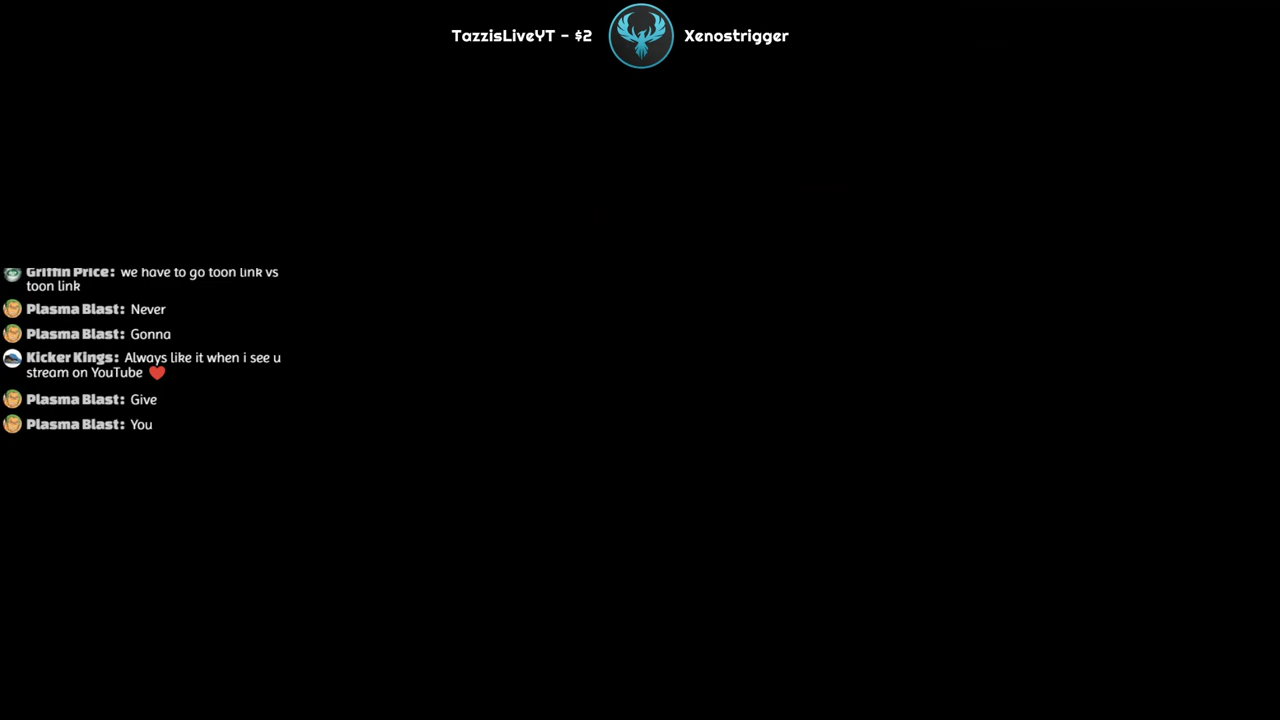 TazzisLiveYT - $2 Xenostrigger
Griffin Price: we have to go toon link vs
toon link
Plasma Blast: Never
Plasma Blast: Gonna
Kicker Kings: Always like it when i see u
stream on YouTube ❤️
Plasma Blast: Give
Plasma Blast: You